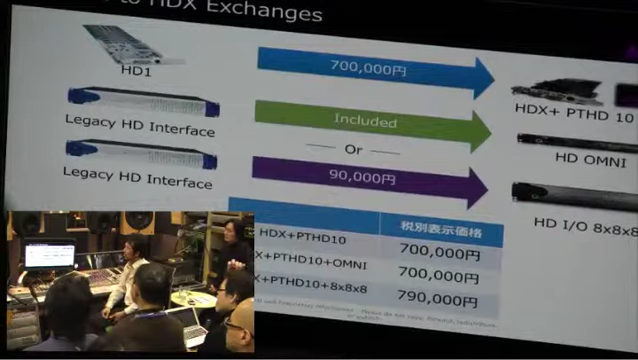 to HDX Exchanges
HD1
700,000円
HDX+ PTHD 10
Legacy HD Interface
Included
HD OMNI
Or
Legacy HD Interface
90,000円
HD I/O 8x8x8
税別表示価格
HDX+PTHD10
700,000円
X+PTHD10+OMNI
700,000円
X+PTHD10+8x8x8
790,000円